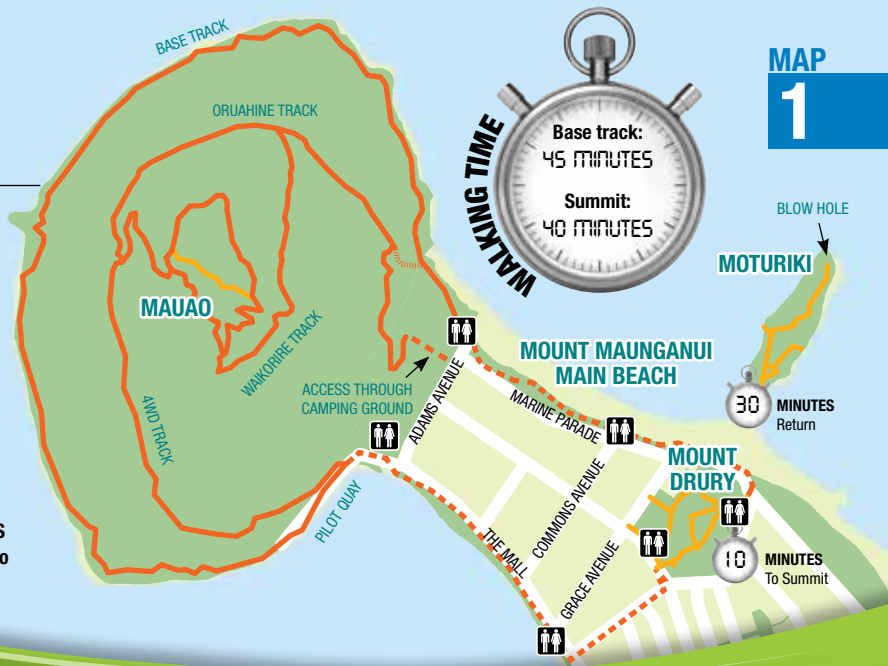 BASE TRACK
ORUAHINE TRACK
MAUAO
WAIKORIRE TRACK
4WD TRACK
WALKING TIME
Base track:
45 MINUTES
Summit:
40 MINUTES
MAP
1
BLOW HOLE
MOTURIKI
30 MINUTES
Return
MOUNT MAUNGANUI
MAIN BEACH
ACCESS THROUGH
CAMPING GROUND
ADAMS AVENUE
MARINE PARADE
PILOT QUAY
THE MALL
COMMONS AVENUE
GRACE AVENUE
MOUNT
DRURY
10 MINUTES
To Summit